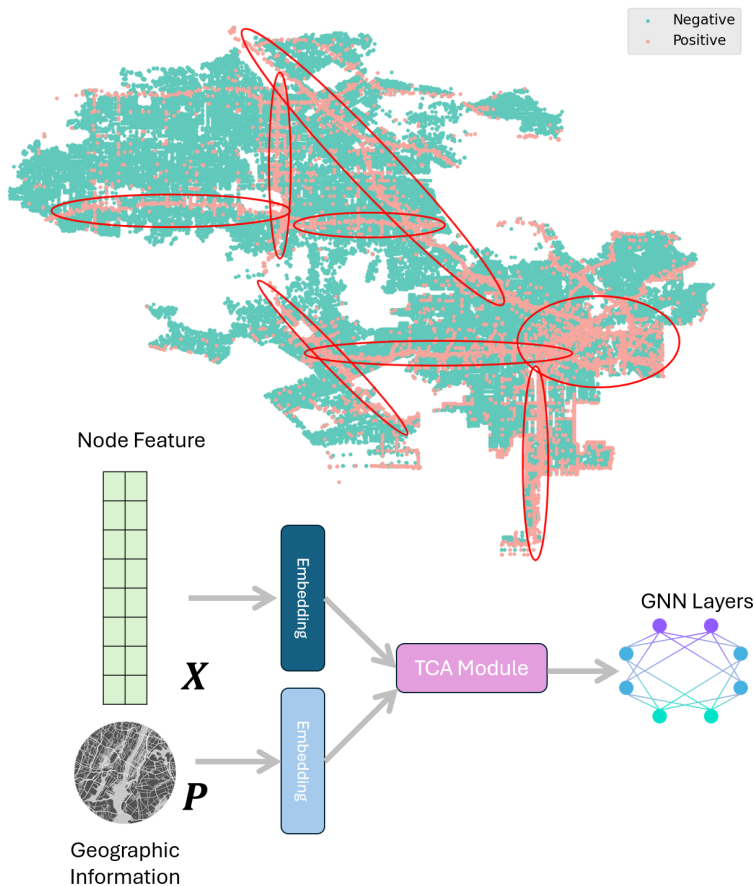 Negative
Positive
Node Feature
Embedding
GNN Layers
X
TCA Module
Embedding
P
Geographic
Information